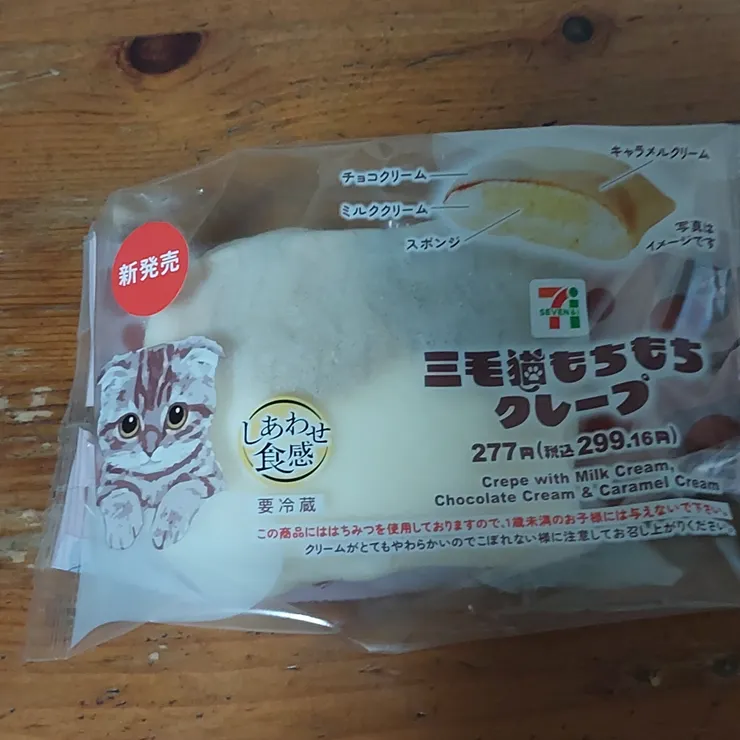 キャラメルクリーム
チョコクリーム
ミルククリーム
スポンジ
写真は
イメージです
新発売
7i
SEVEN & i
三毛猫もちもち
クレープ
277円(税込299.16円)
しあわせ
食感
要冷蔵
Crepe with Milk Cream,
Chocolate Cream & Caramel Cream
この商品にははちみつを使用しておりますので、1歳未満のお子様には与えないで下さい。
クリームがとてもやわらかいのでこぼれない様に注意してお召し上がりください。